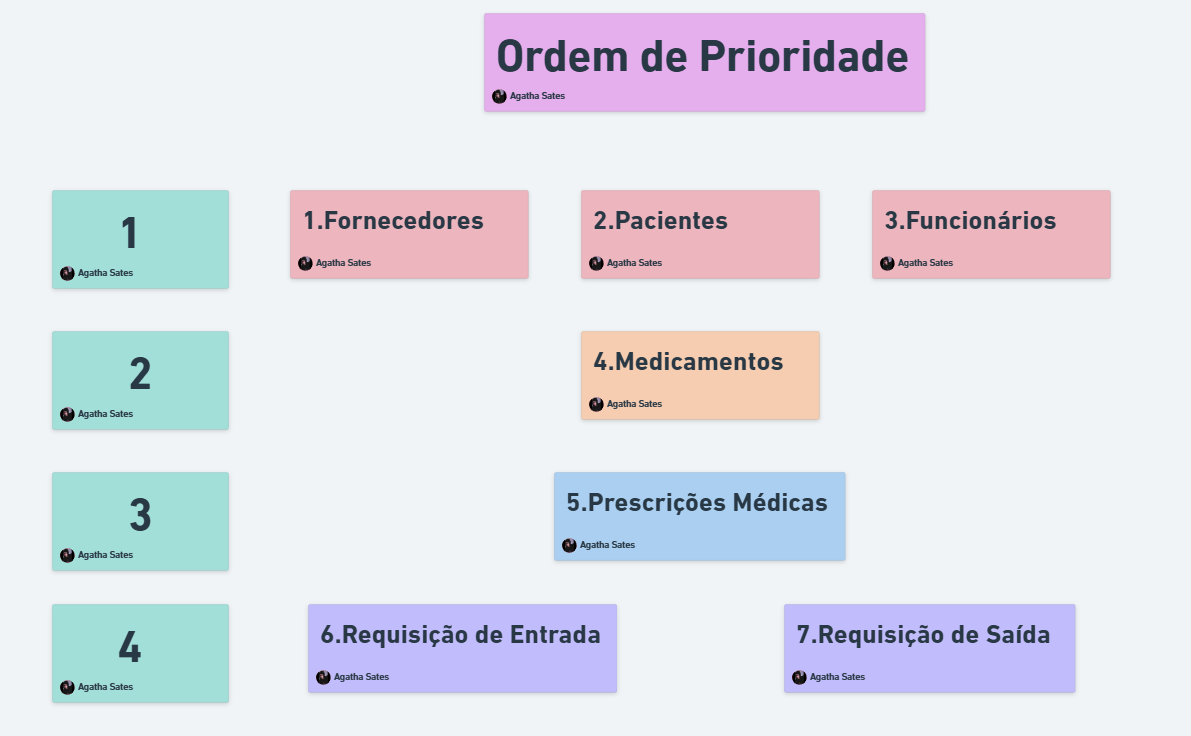 Ordem de Prioridade
Agatha Sates
1
Agatha Sates
1.Fornecedores
Agatha Sates
2.Pacientes
Agatha Sates
3.Funcionários
Agatha Sates
2
Agatha Sates
4.Medicamentos
Agatha Sates
3
Agatha Sates
5.Prescrições Médicas
Agatha Sates
4
Agatha Sates
6.Requisição de Entrada
Agatha Sates
7.Requisição de Saída
Agatha Sates